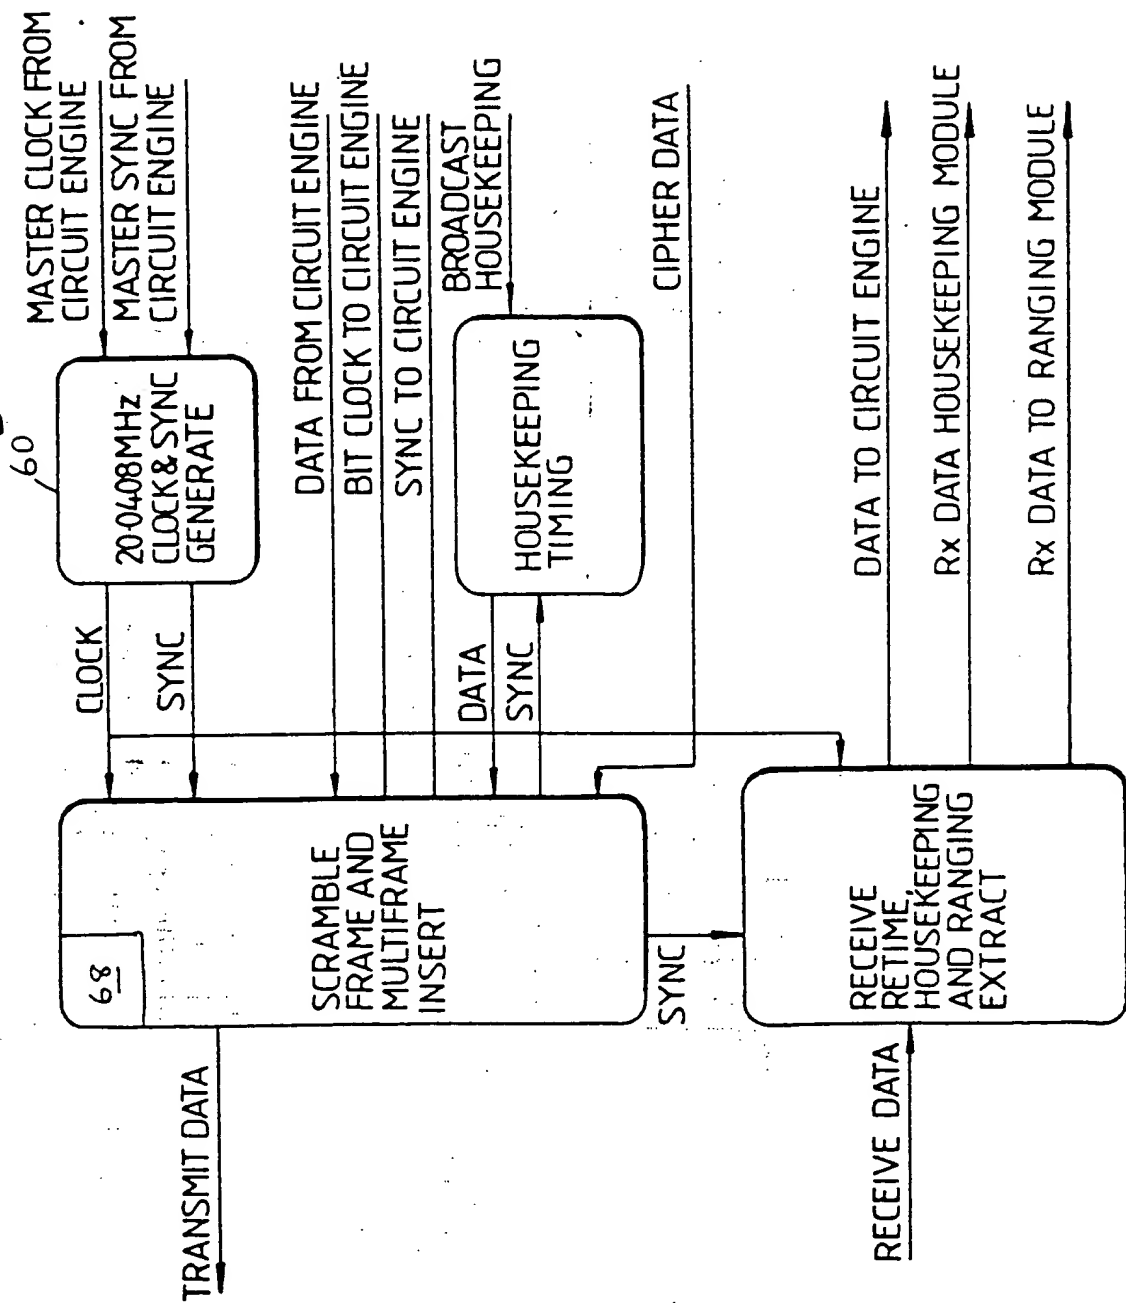 MASTER CLOCK FROM
CIRCUIT ENGINE
MASTER SYNC FROM
CIRCUIT ENGINE
60
20·0408MHz
CLOCK & SYNC
GENERATE
CLOCK
SYNC
DATA FROM CIRCUIT ENGINE
BIT CLOCK TO CIRCUIT ENGINE
SYNC TO CIRCUIT ENGINE
BROADCAST
HOUSEKEEPING
HOUSEKEEPING
TIMING
DATA
SYNC
CIPHER DATA
68
SCRAMBLE
FRAME AND
MULTIFRAME
INSERT
TRANSMIT DATA
SYNC
RECEIVE
RETIME,
HOUSEKEEPING
AND RANGING
EXTRACT
RECEIVE DATA
DATA TO CIRCUIT ENGINE
Rx DATA HOUSEKEEPING MODULE
Rx DATA TO RANGING MODULE